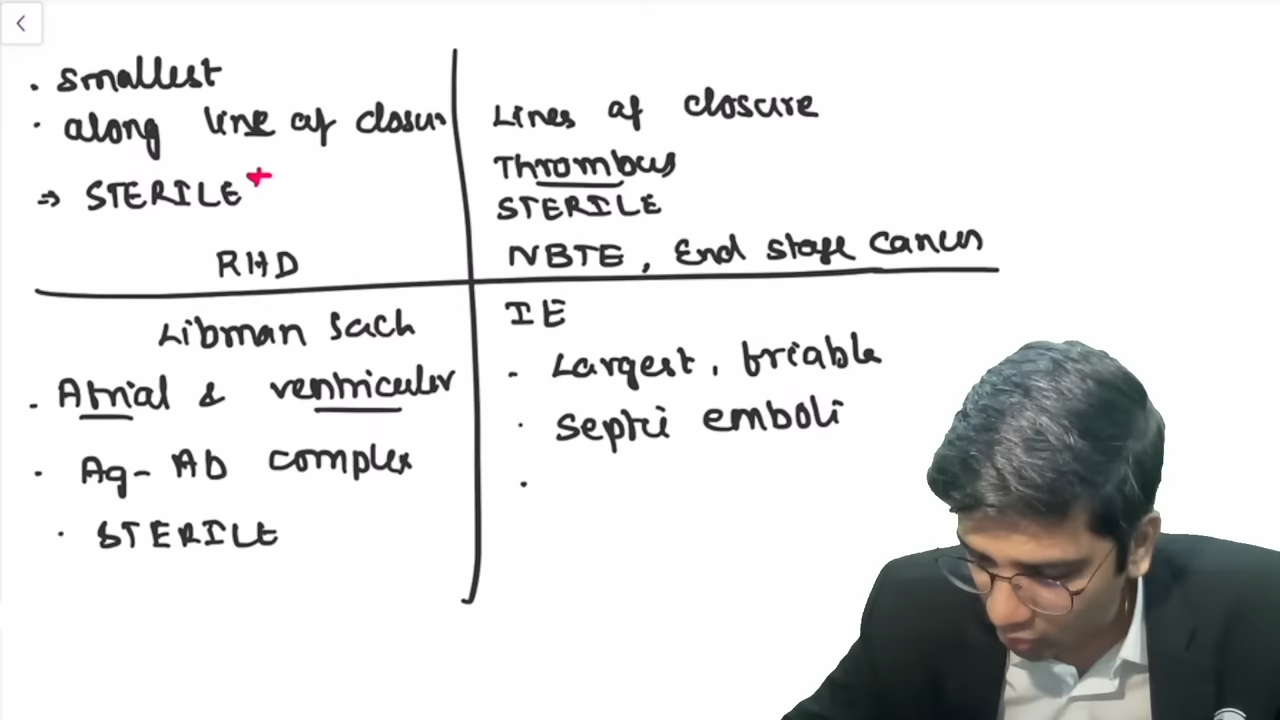 . smallest
. along line of closur
⇒ STERILE +
RHD
Lines of closure
Thrombus
STERILE
NBTE, End stage cancer
Libman Sach
. Atrial & ventricular
. Ag-Ab complex
. STERILE
IE
. Largest, friable
. Septic emboli
.